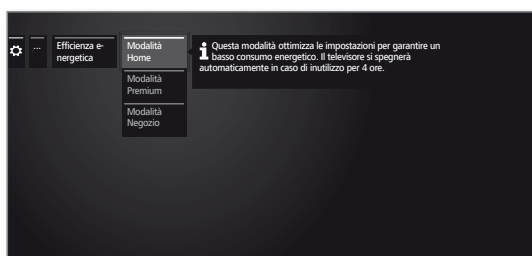 ...
Efficienza e-
nergetica
Modalità
Home
Modalità
Premium
Modalità
Negozio
Questa modalità ottimizza le impostazioni per garantire un
basso consumo energetico. Il televisore si spegnerà
automaticamente in caso di inutilizo per 4 ore.